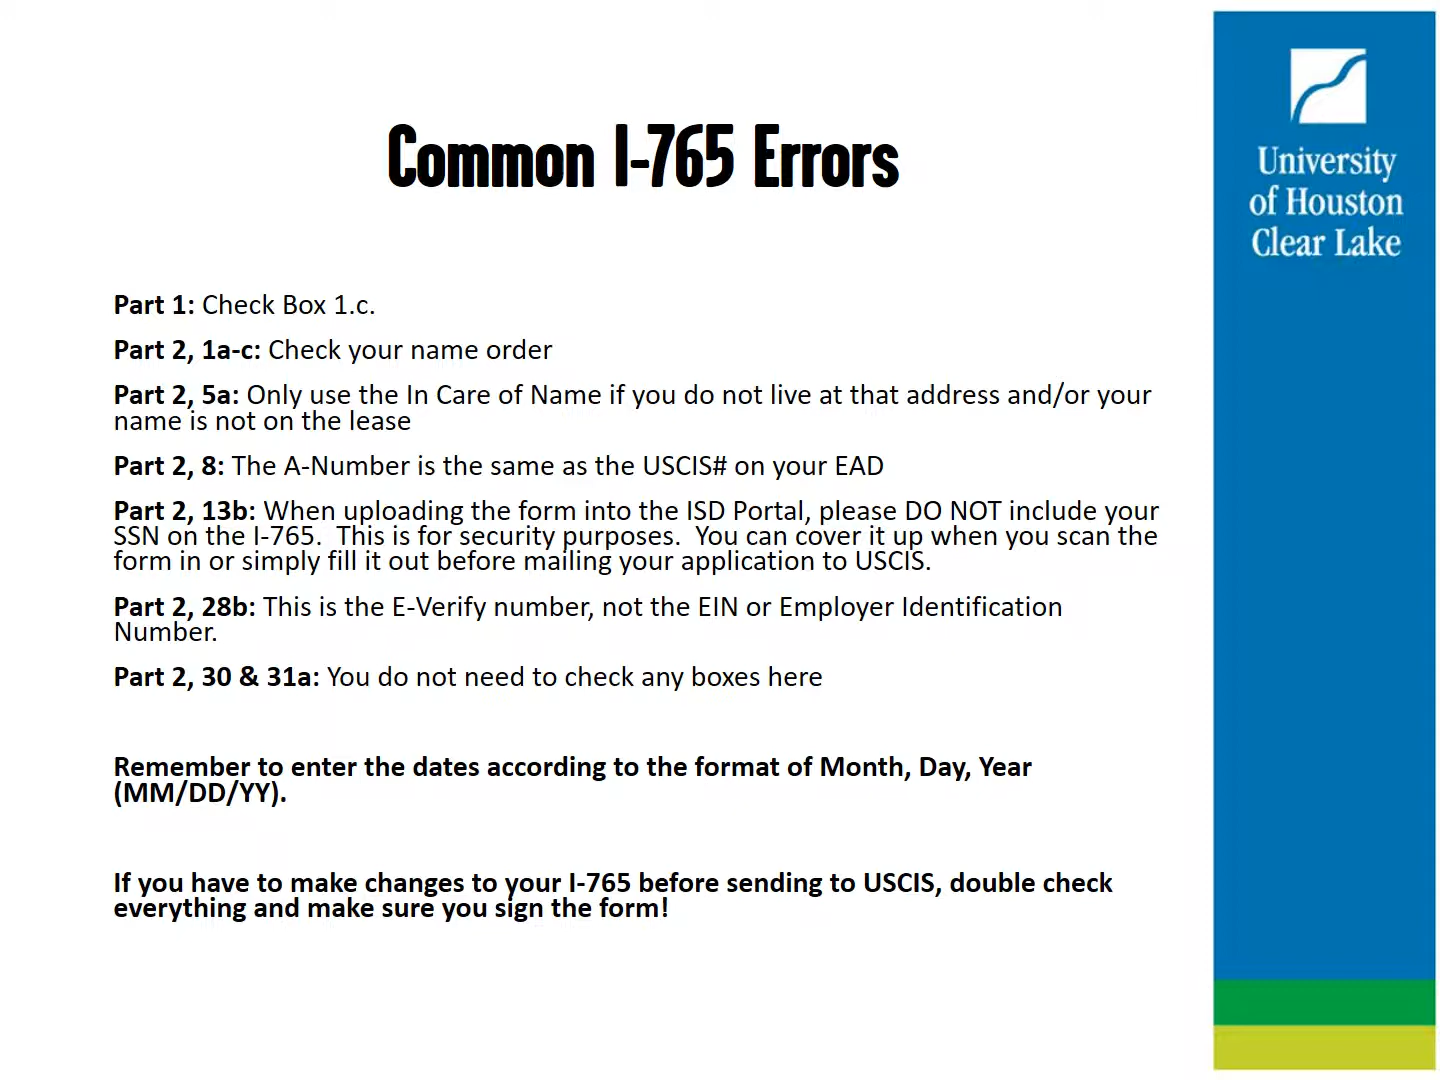 Common I-765 Errors
Part 1: Check Box 1.c.
Part 2, 1a-c: Check your name order
Part 2, 5a: Only use the In Care of Name if you do not live at that address and/or your
name is not on the lease
Part 2, 8: The A-Number is the same as the USCIS# on your EAD
Part 2, 13b: When uploading the form into the ISD Portal, please DO NOT include your
SSN on the I-765.  This is for security purposes.  You can cover it up when you scan the
form in or simply fill it out before mailing your application to USCIS.
Part 2, 28b: This is the E-Verify number, not the EIN or Employer Identification
Number.
Part 2, 30 & 31a: You do not need to check any boxes here
Remember to enter the dates according to the format of Month, Day, Year
(MM/DD/YY).
If you have to make changes to your I-765 before sending to USCIS, double check
everything and make sure you sign the form!
University
of Houston
Clear Lake